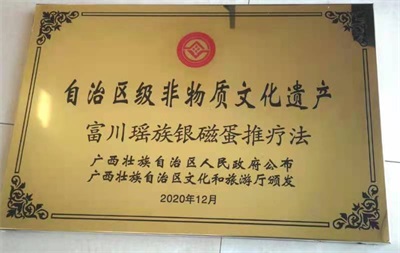 自治区级非物质文化遗产
富川瑶族银磁蛋推疗法
广西壮族自治区人民政府公布
广西壮族自治区文化和旅游厅颁发
2020年12月